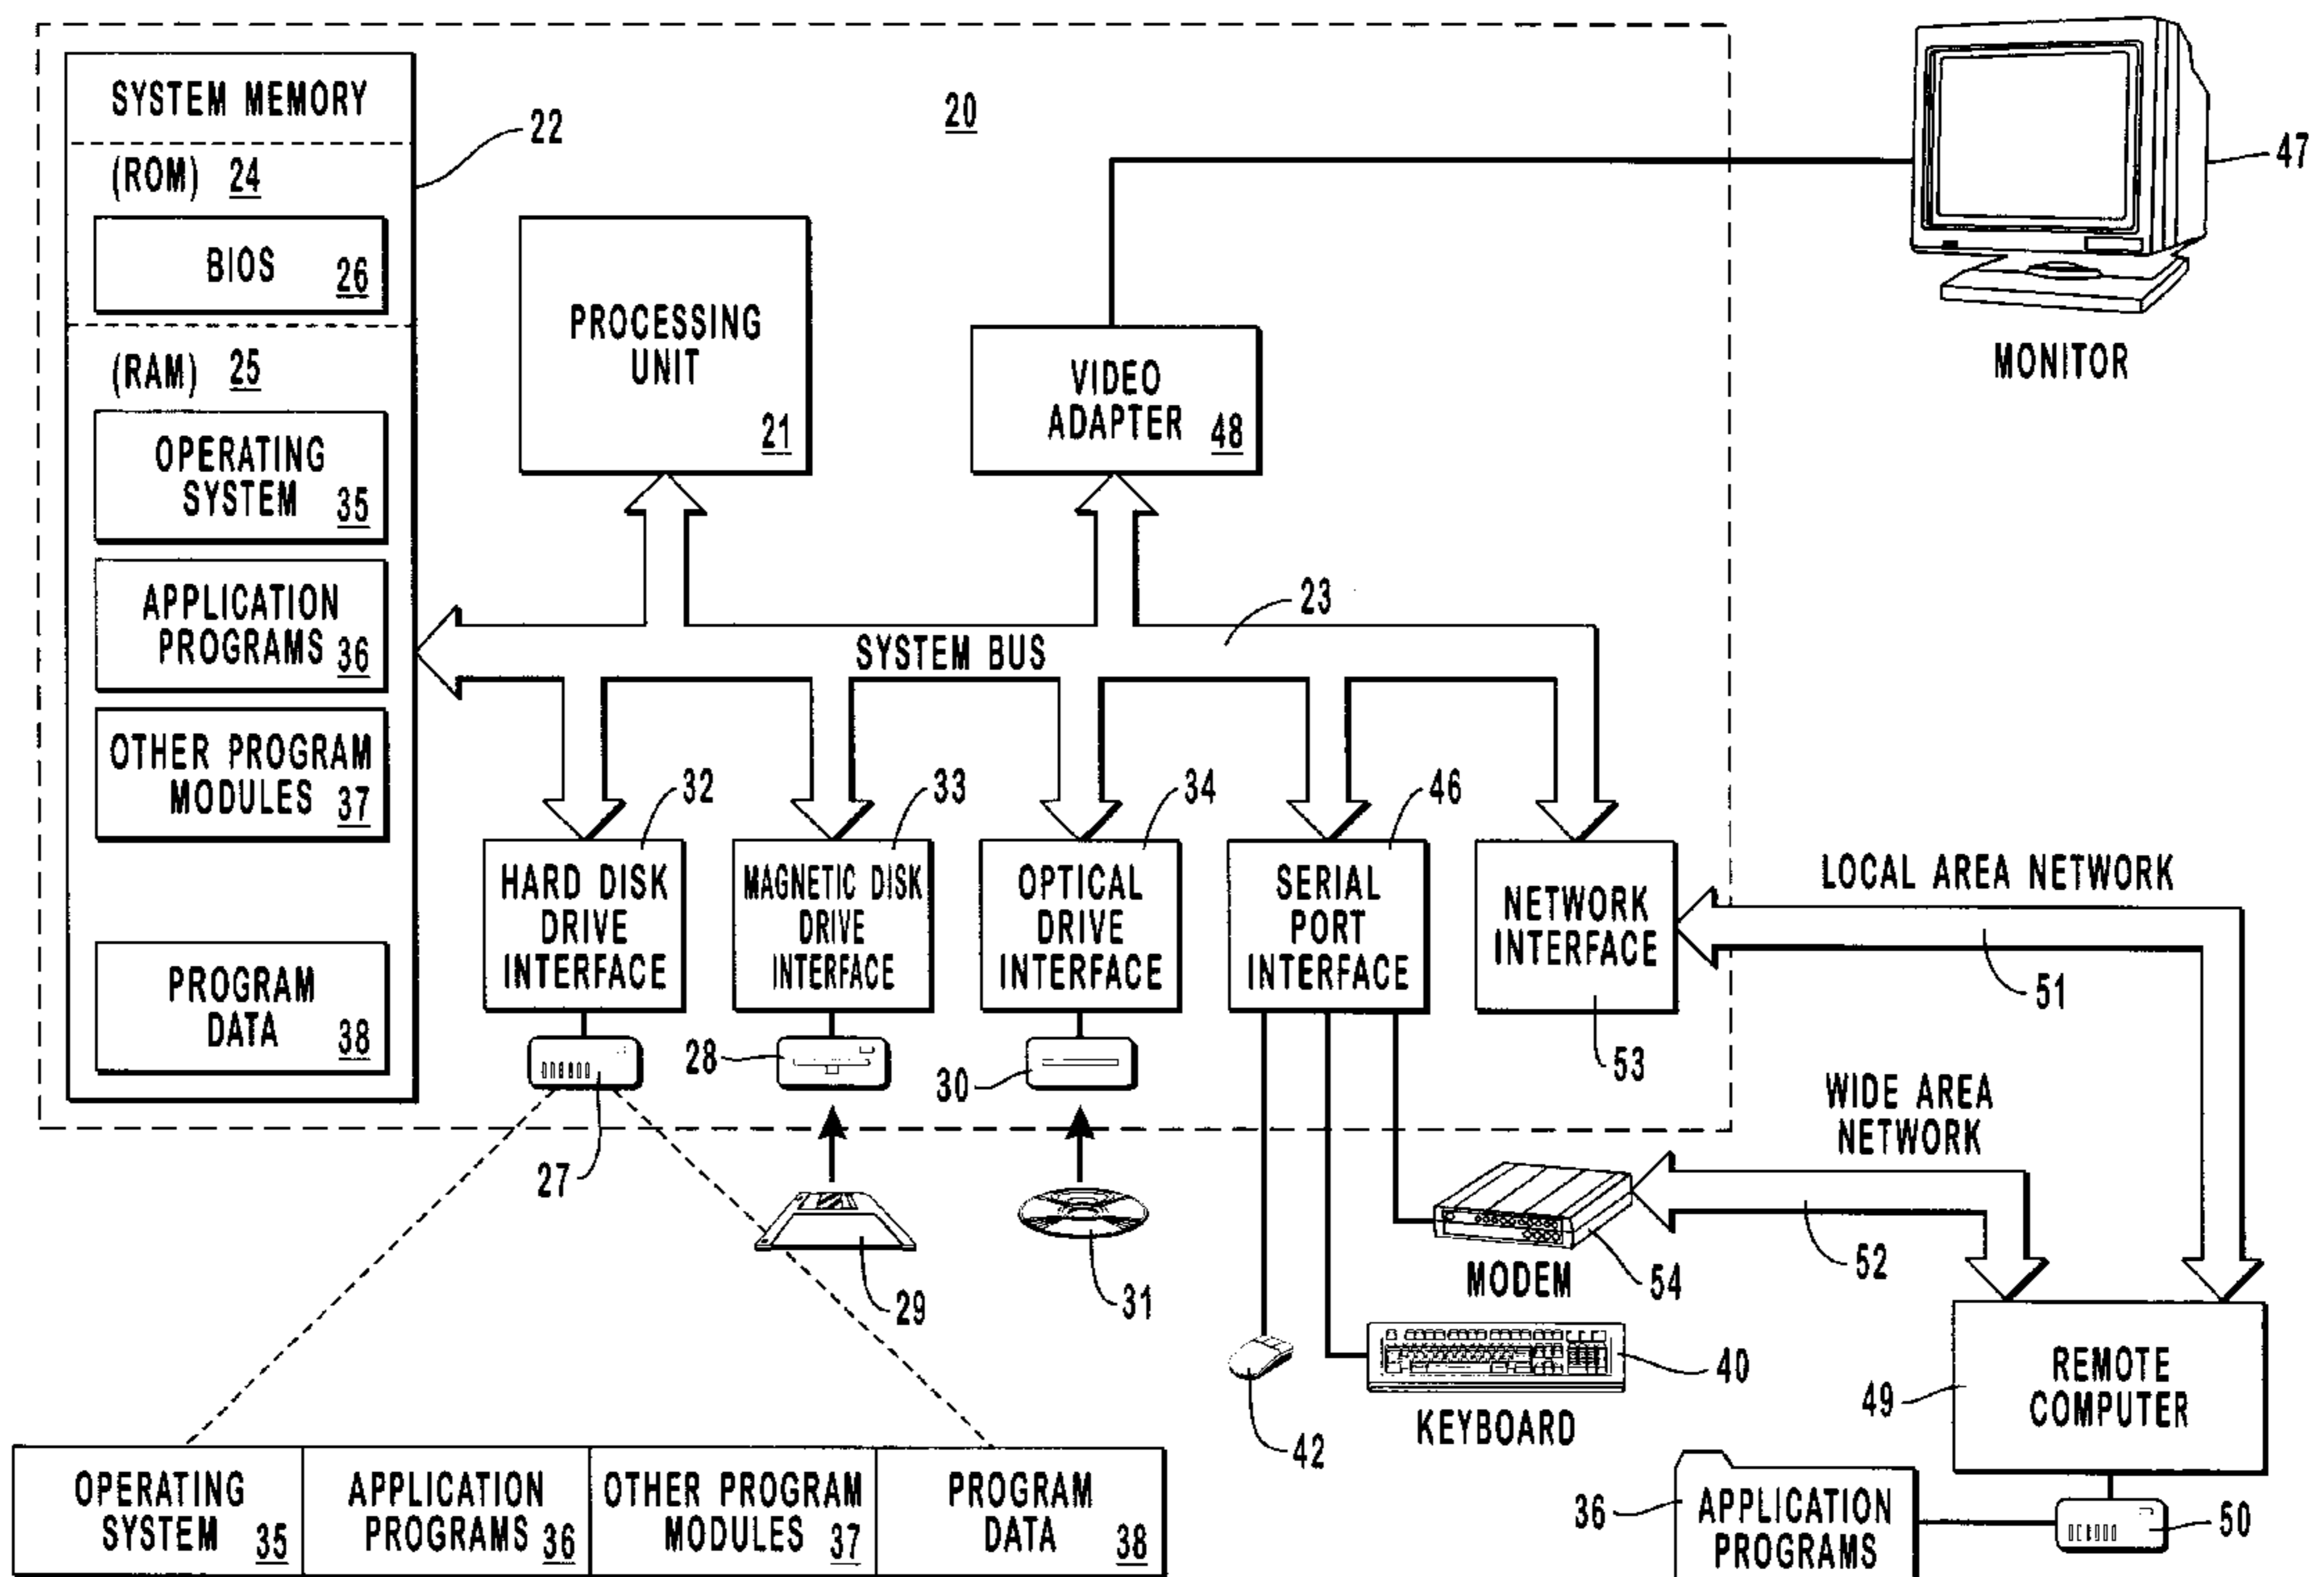 SYSTEM MEMORY
22
(ROM) 24
BIOS
26
(RAM) 25
OPERATING
SYSTEM
35
APPLICATION
PROGRAMS 36
OTHER PROGRAM
MODULES 37
PROGRAM
DATA
38
20
PROCESSING
UNIT
21
VIDEO
ADAPTER 48
47
MONITOR
23
SYSTEM BUS
32
HARD DISK
DRIVE
INTERFACE
33
MAGNETIC DISK
DRIVE
INTERFACE
34
OPTICAL
DRIVE
INTERFACE
46
SERIAL
PORT
INTERFACE
NETWORK
INTERFACE
53
LOCAL AREA NETWORK
51
27
28
30
29
31
WIDE AREA
NETWORK
52
MODEM
54
42
40
KEYBOARD
49
REMOTE
COMPUTER
50
36
APPLICATION
PROGRAMS
OPERATING
SYSTEM 35
APPLICATION
PROGRAMS 36
OTHER PROGRAM
MODULES 37
PROGRAM
DATA 38